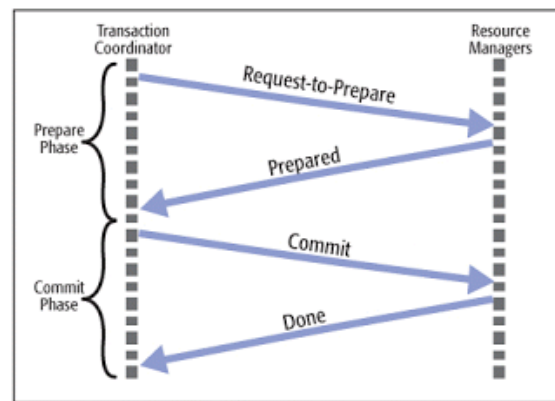 Transaction
Coordinator
Resource
Managers
Request-to-Prepare
Prepare
Phase
Prepared
Commit
Commit
Phase
Done